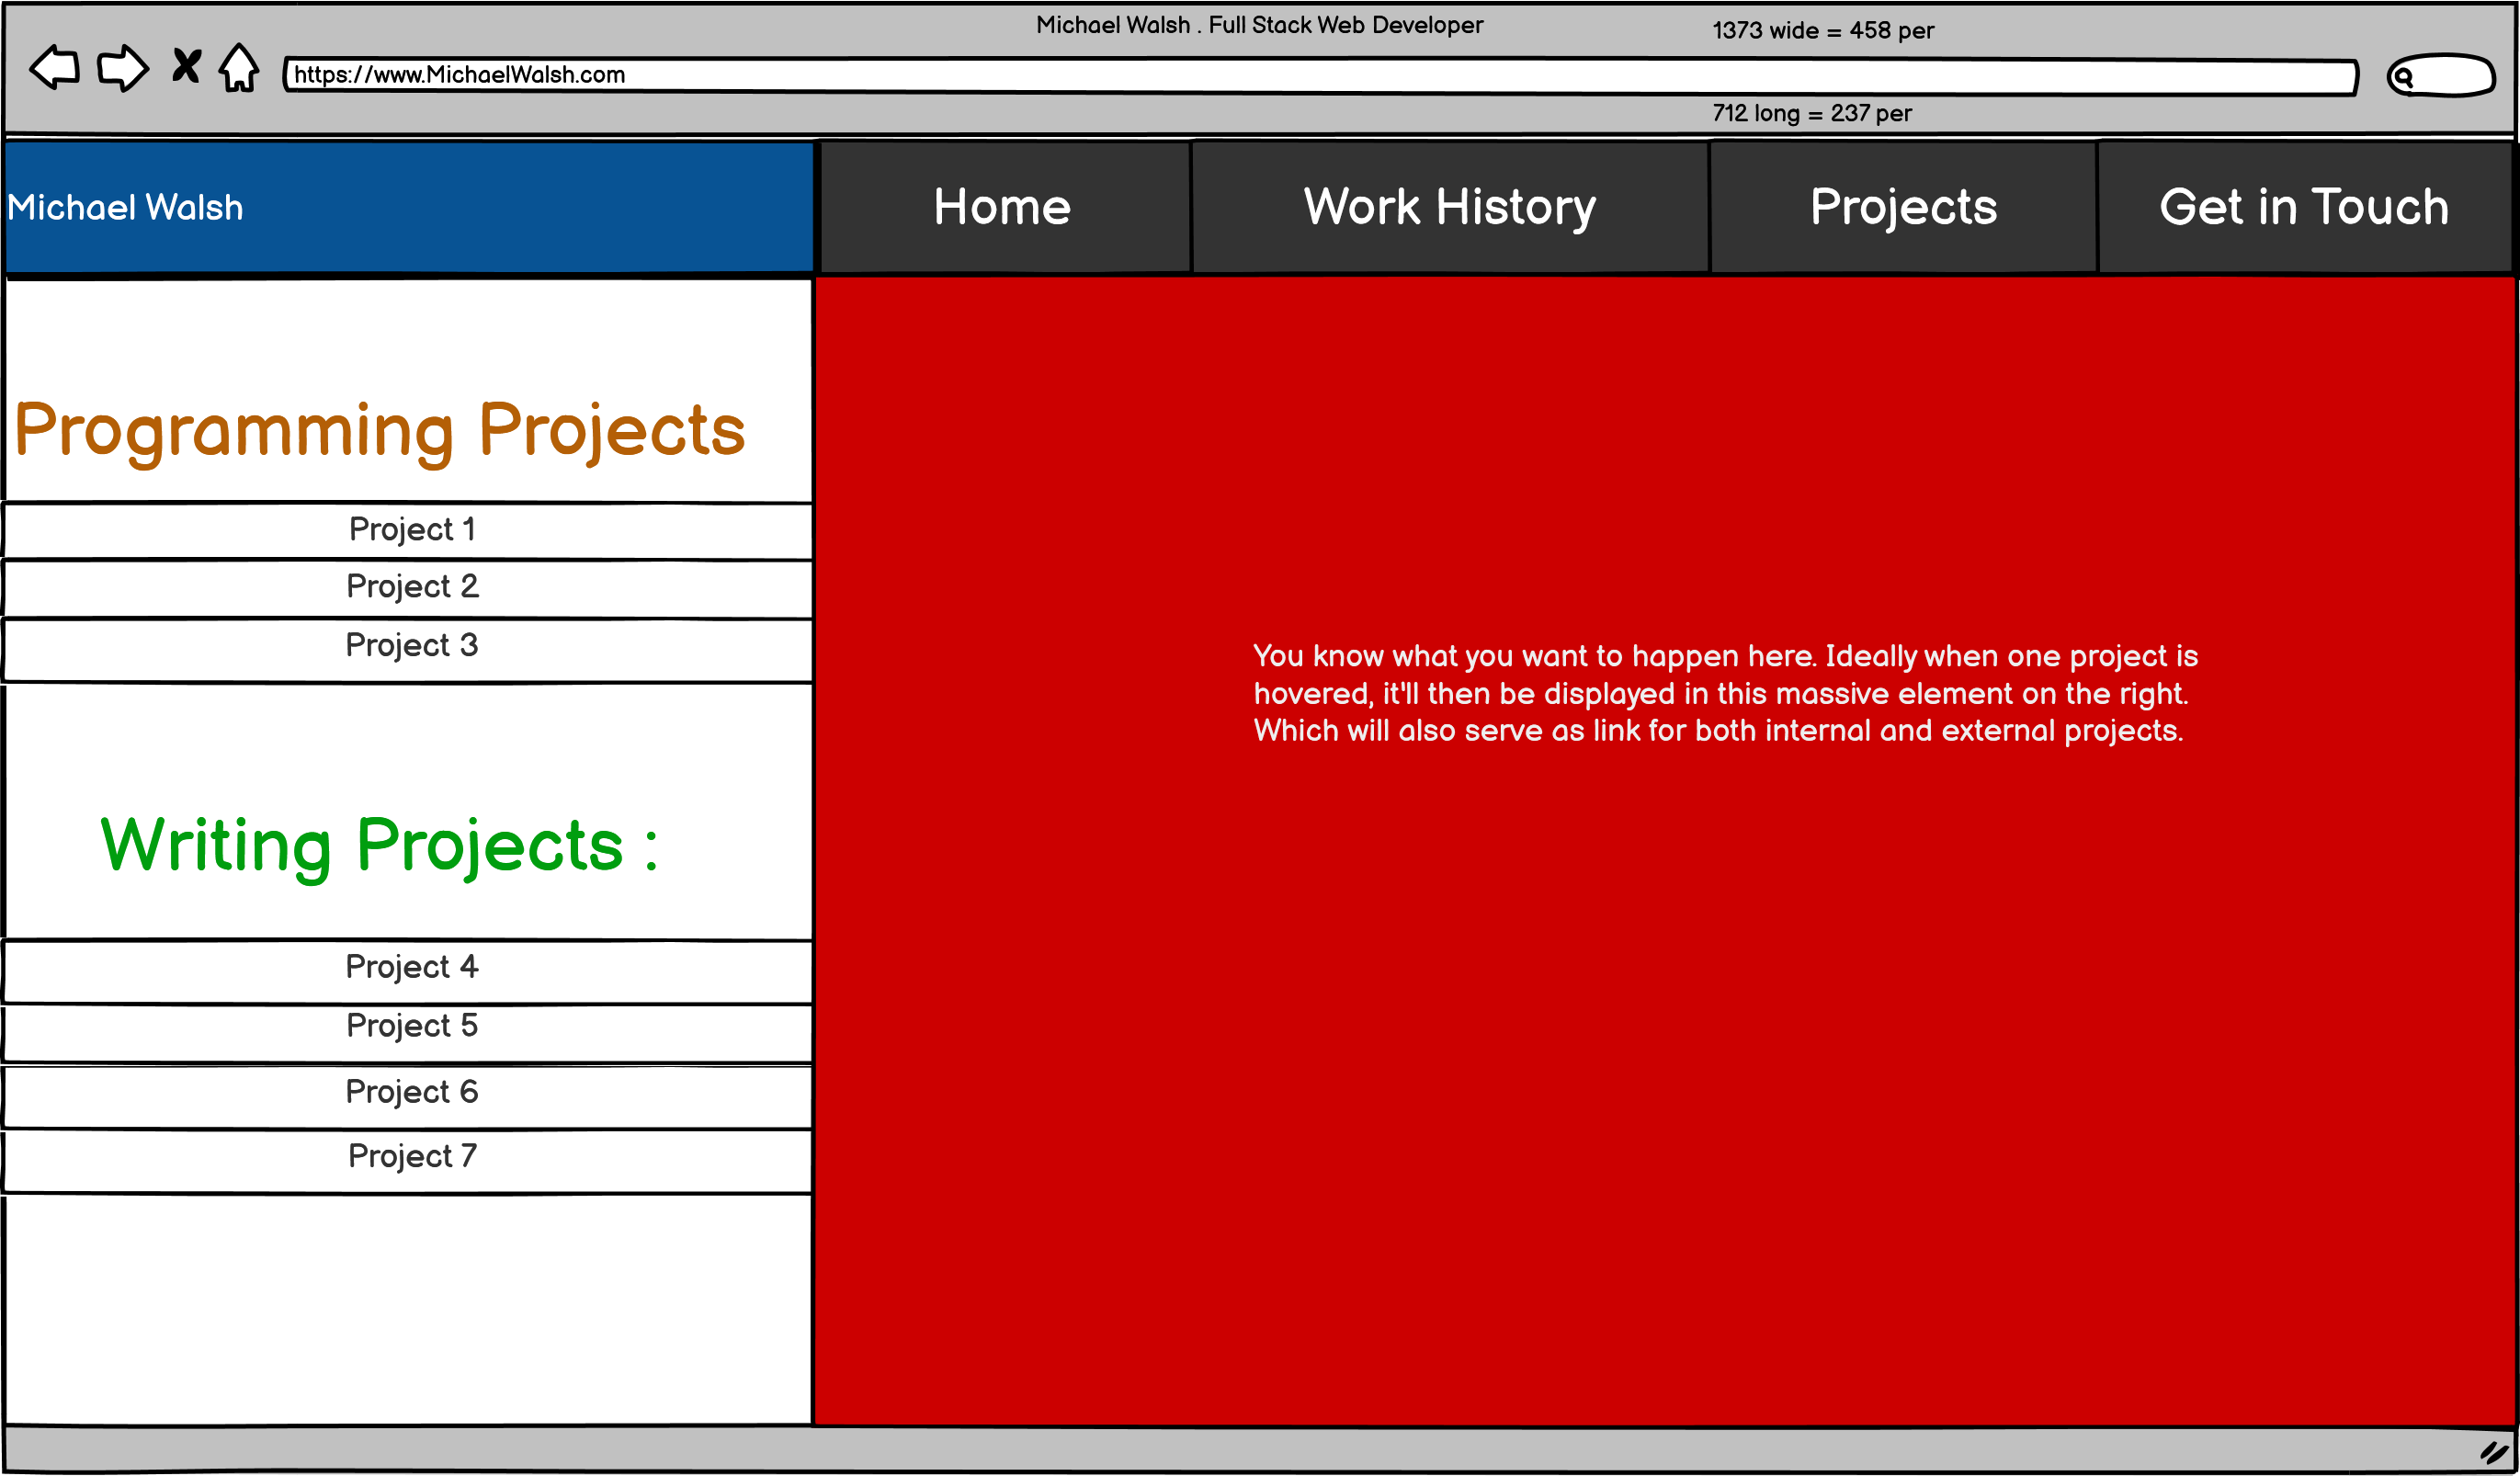 Michael Walsh . Full Stack Web Developer
1373 wide = 458 per
https://www.MichaelWalsh.com
712 long = 237 per
Michael Walsh
Home
Work History
Projects
Get in Touch
Programming Projects
Project 1
Project 2
Project 3
You know what you want to happen here. Ideally when one project is
hovered, it'll then be displayed in this massive element on the right.
Which will also serve as link for both internal and external projects.
Writing Projects :
Project 4
Project 5
Project 6
Project 7